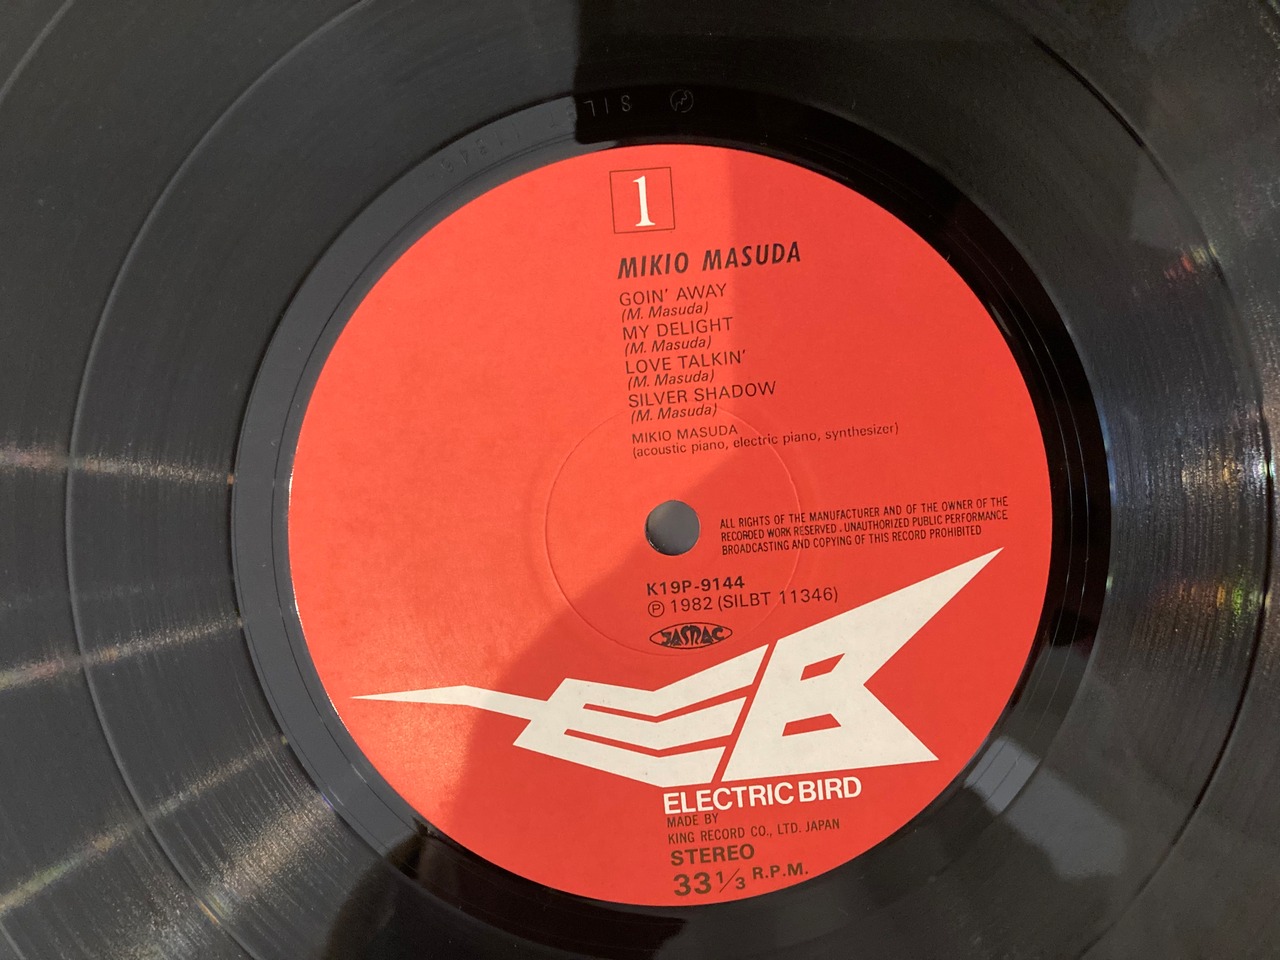 1
MIKIO MASUDA
GOIN' AWAY
(M. Masuda)
MY DELIGHT
(M. Masuda)
LOVE TALKIN'
(M. Masuda)
SILVER SHADOW
(M. Masuda)
MIKIO MASUDA
(acoustic piano, electric piano, synthesizer)
ALL RIGHTS OF THE MANUFACTURER AND OF THE OWNER OF THE
RECORDED WORK RESERVED . UNAUTHORIZED PUBLIC PERFORMANCE
BROADCASTING AND COPYING OF THIS RECORD PROHIBITED
K19P-9144
℗ 1982 (SILBT 11346)
JASRAC
EB
ELECTRIC BIRD
MADE BY
KING RECORD CO., LTD. JAPAN
STEREO
33 1/3 R.P.M.